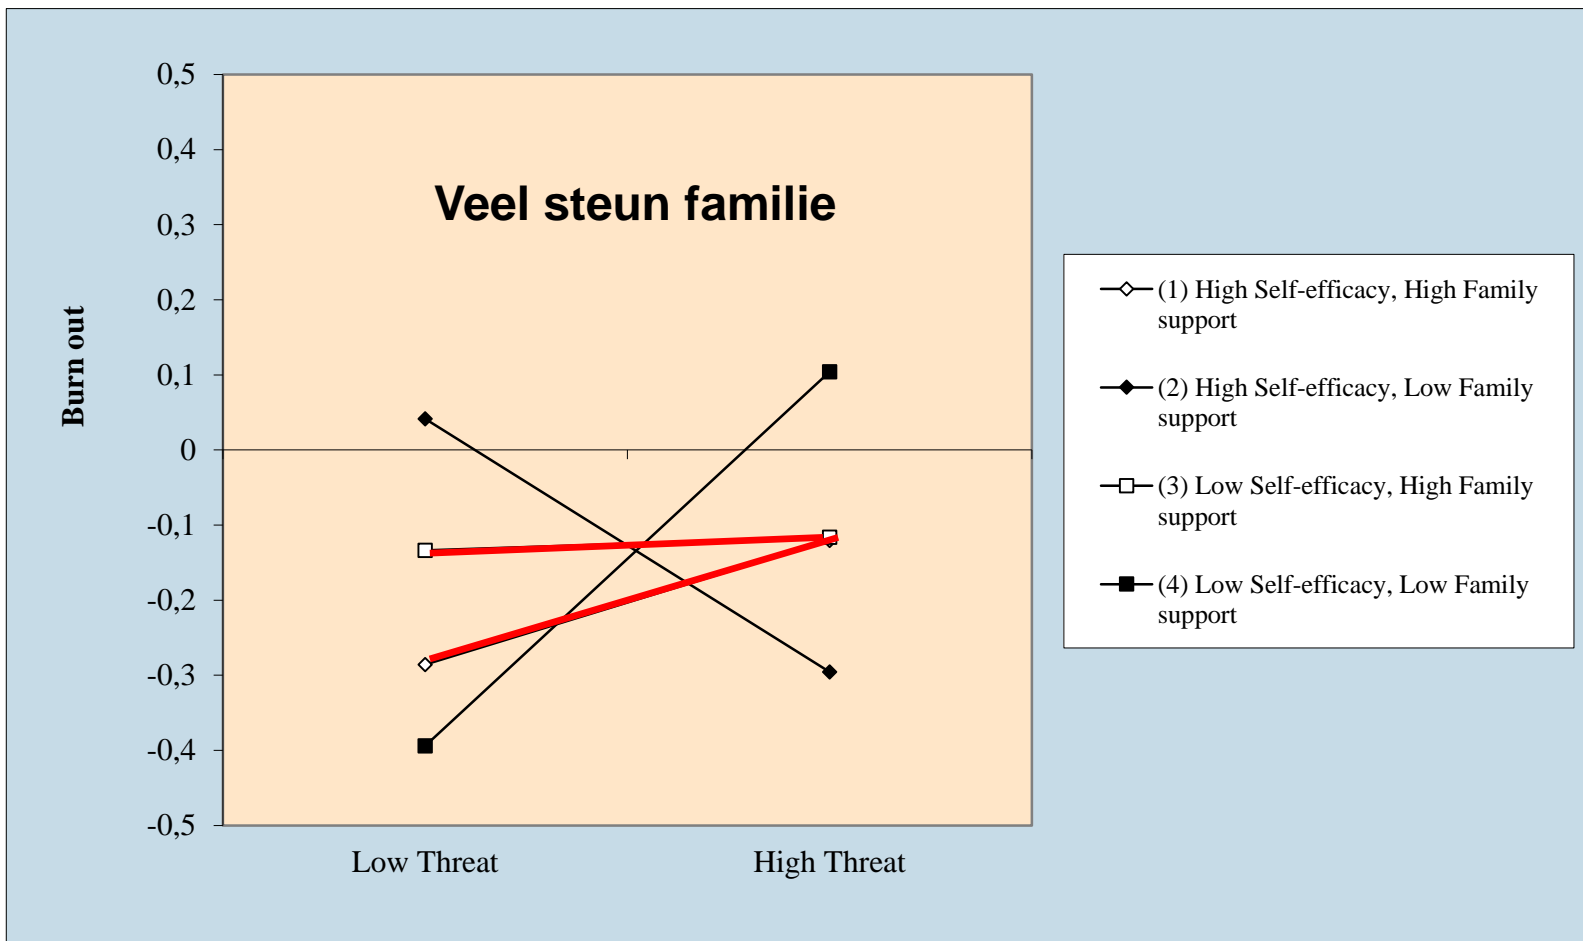 0,5
0,4
Veel steun familie
0,3
0,2
0,1
0
-0,1
-0,2
-0,3
-0,4
-0,5
Burn out
Low Threat
High Threat
(1) High Self-efficacy, High Family
support
(2) High Self-efficacy, Low Family
support
(3) Low Self-efficacy, High Family
support
(4) Low Self-efficacy, Low Family
support